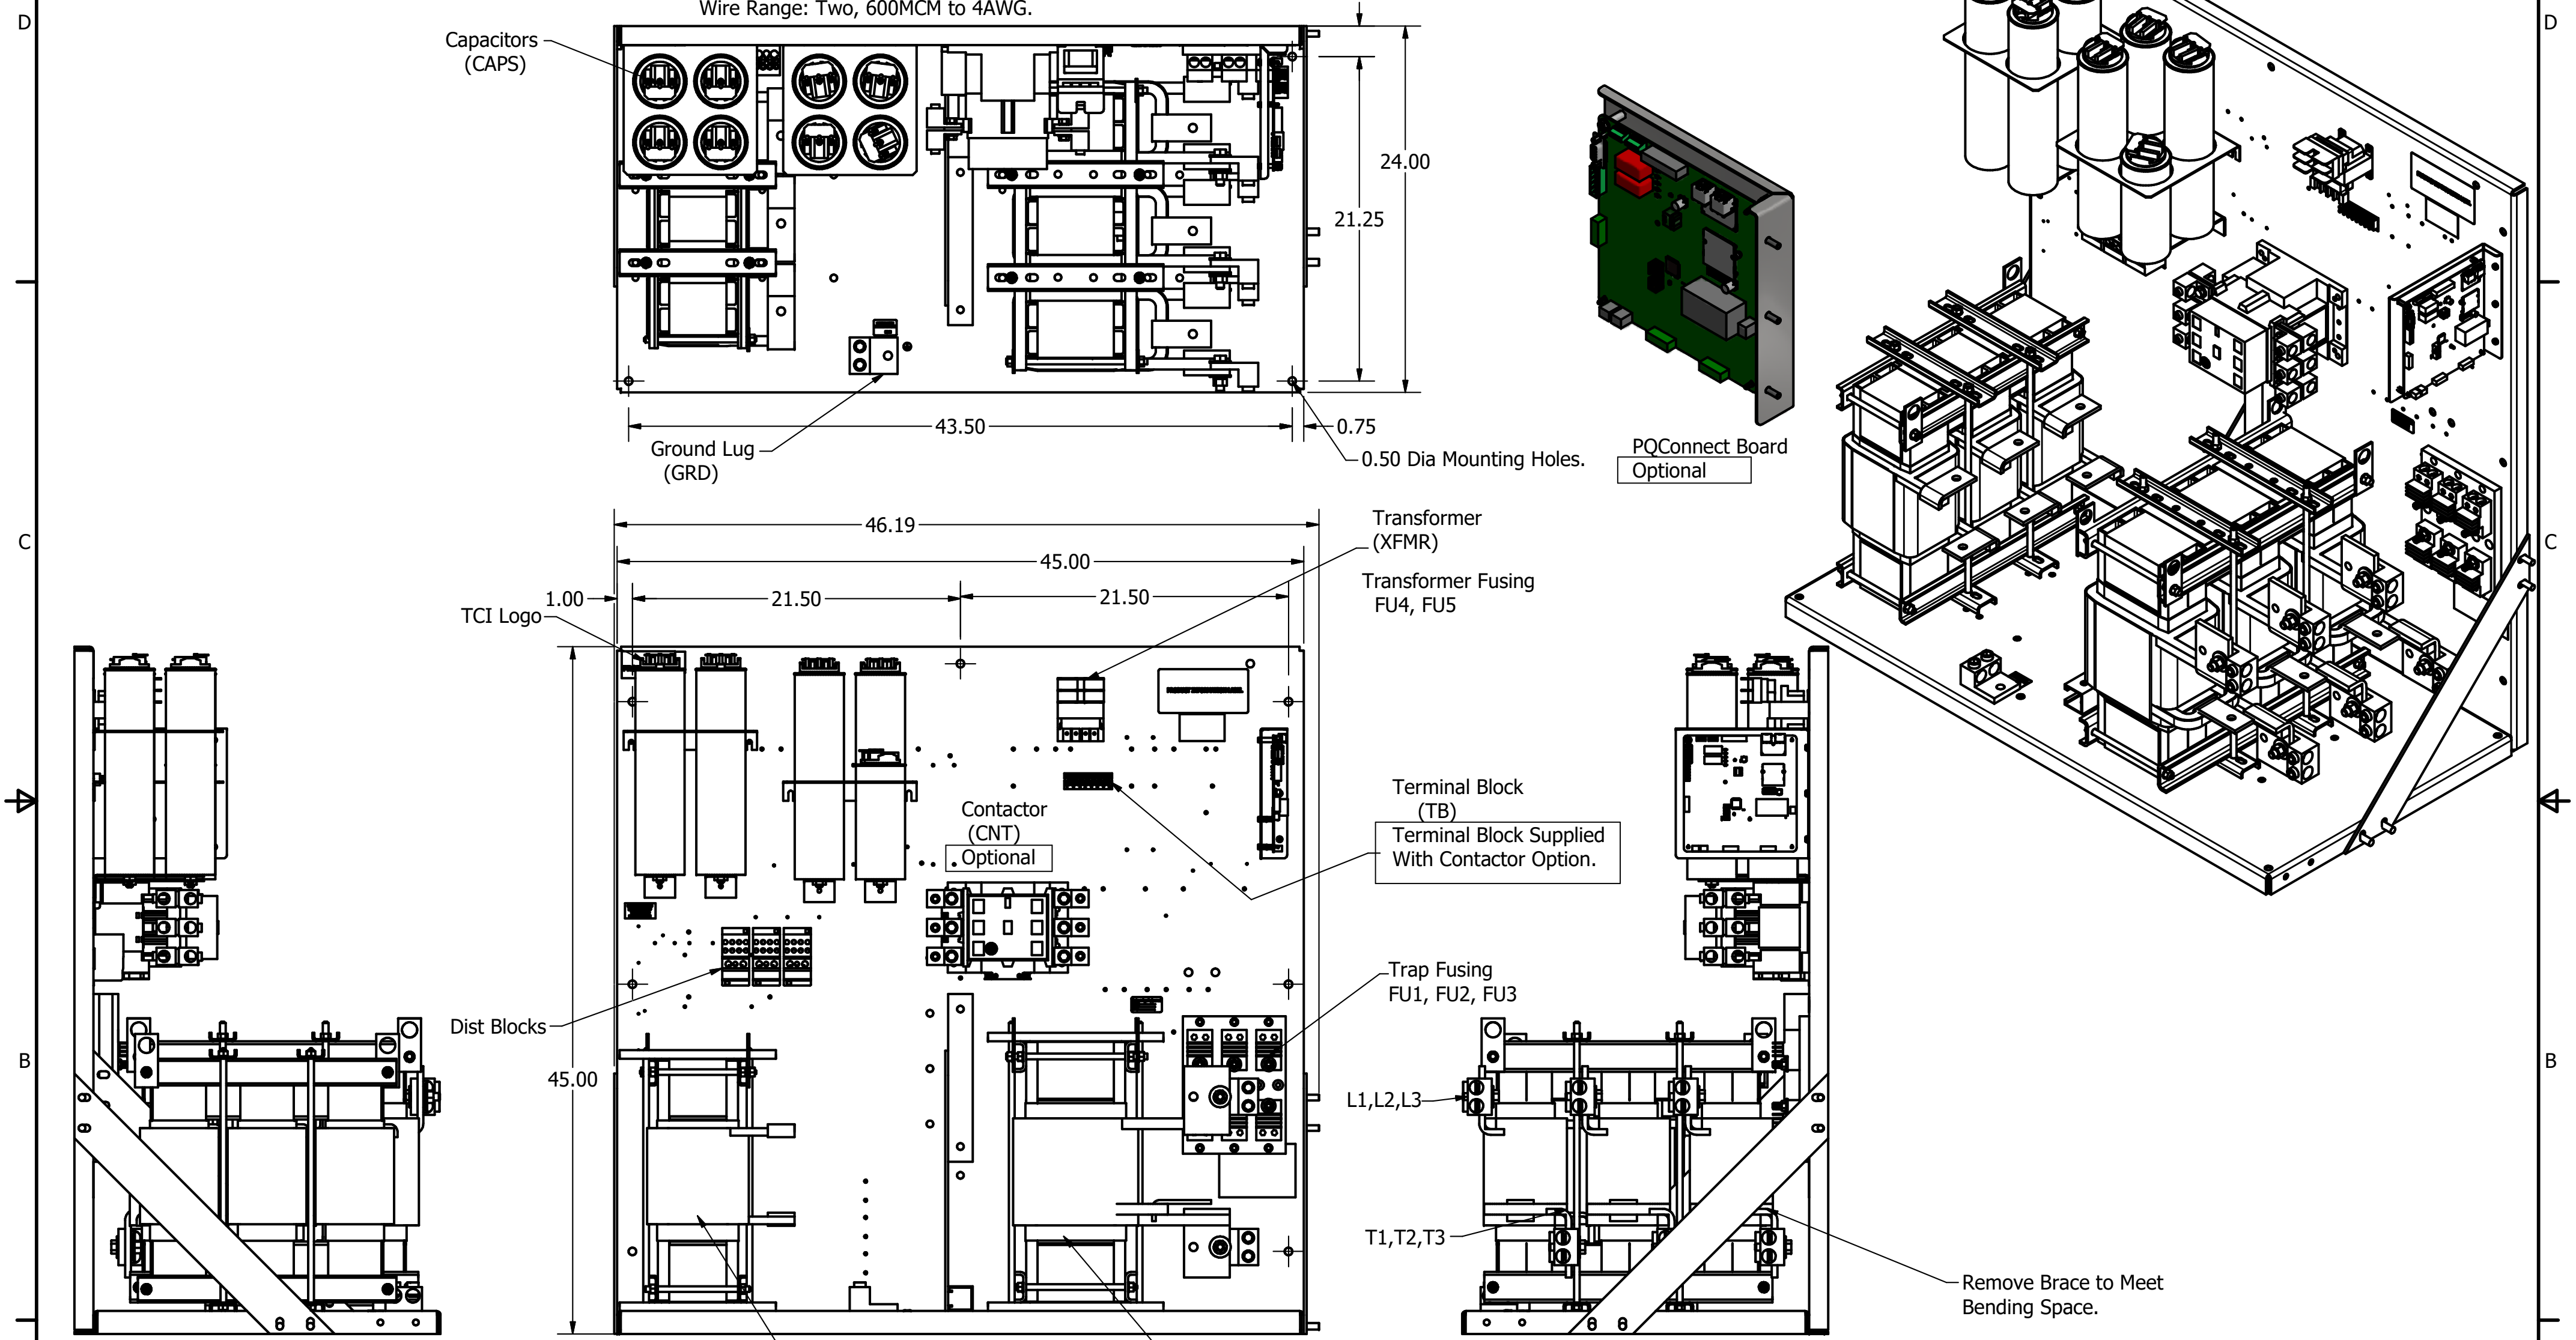 D
D
Wire Range: Two, 600MCM to 4AWG.
Capacitors
(CAPS)
24.00
21.25
43.50
0.75
Ground Lug
(GRD)
0.50 Dia Mounting Holes.
PQConnect Board
Optional
C
C
46.19
45.00
1.00
21.50
21.50
Transformer
(XFMR)
Transformer Fusing
FU4, FU5
TCI Logo
Contactor
(CNT)
Optional
Terminal Block
(TB)
Terminal Block Supplied
With Contactor Option.
Trap Fusing
FU1, FU2, FU3
Dist Blocks
45.00
B
B
L1,L2,L3
T1,T2,T3
Remove Brace to Meet
Bending Space.